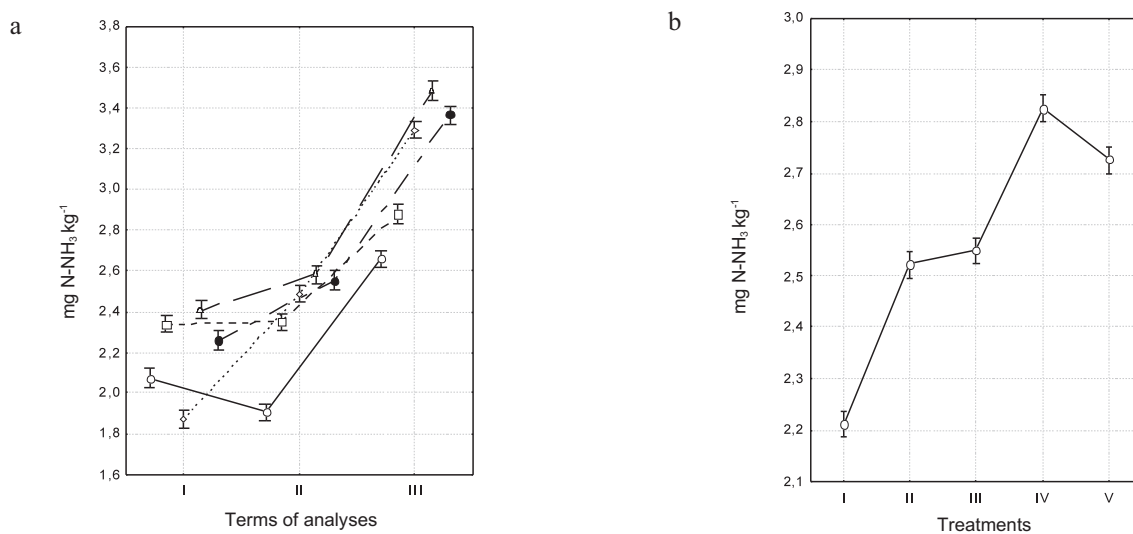 a
mg N-NH₃ kg⁻¹
3,8
3,6
3,4
3,2
3,0
2,8
2,6
2,4
2,2
2,0
1,8
1,6
I II III
Terms of analyses
b
mg N-NH₃ kg⁻¹
3,0
2,9
2,8
2,7
2,6
2,5
2,4
2,3
2,2
2,1
I II III IV V
Treatments